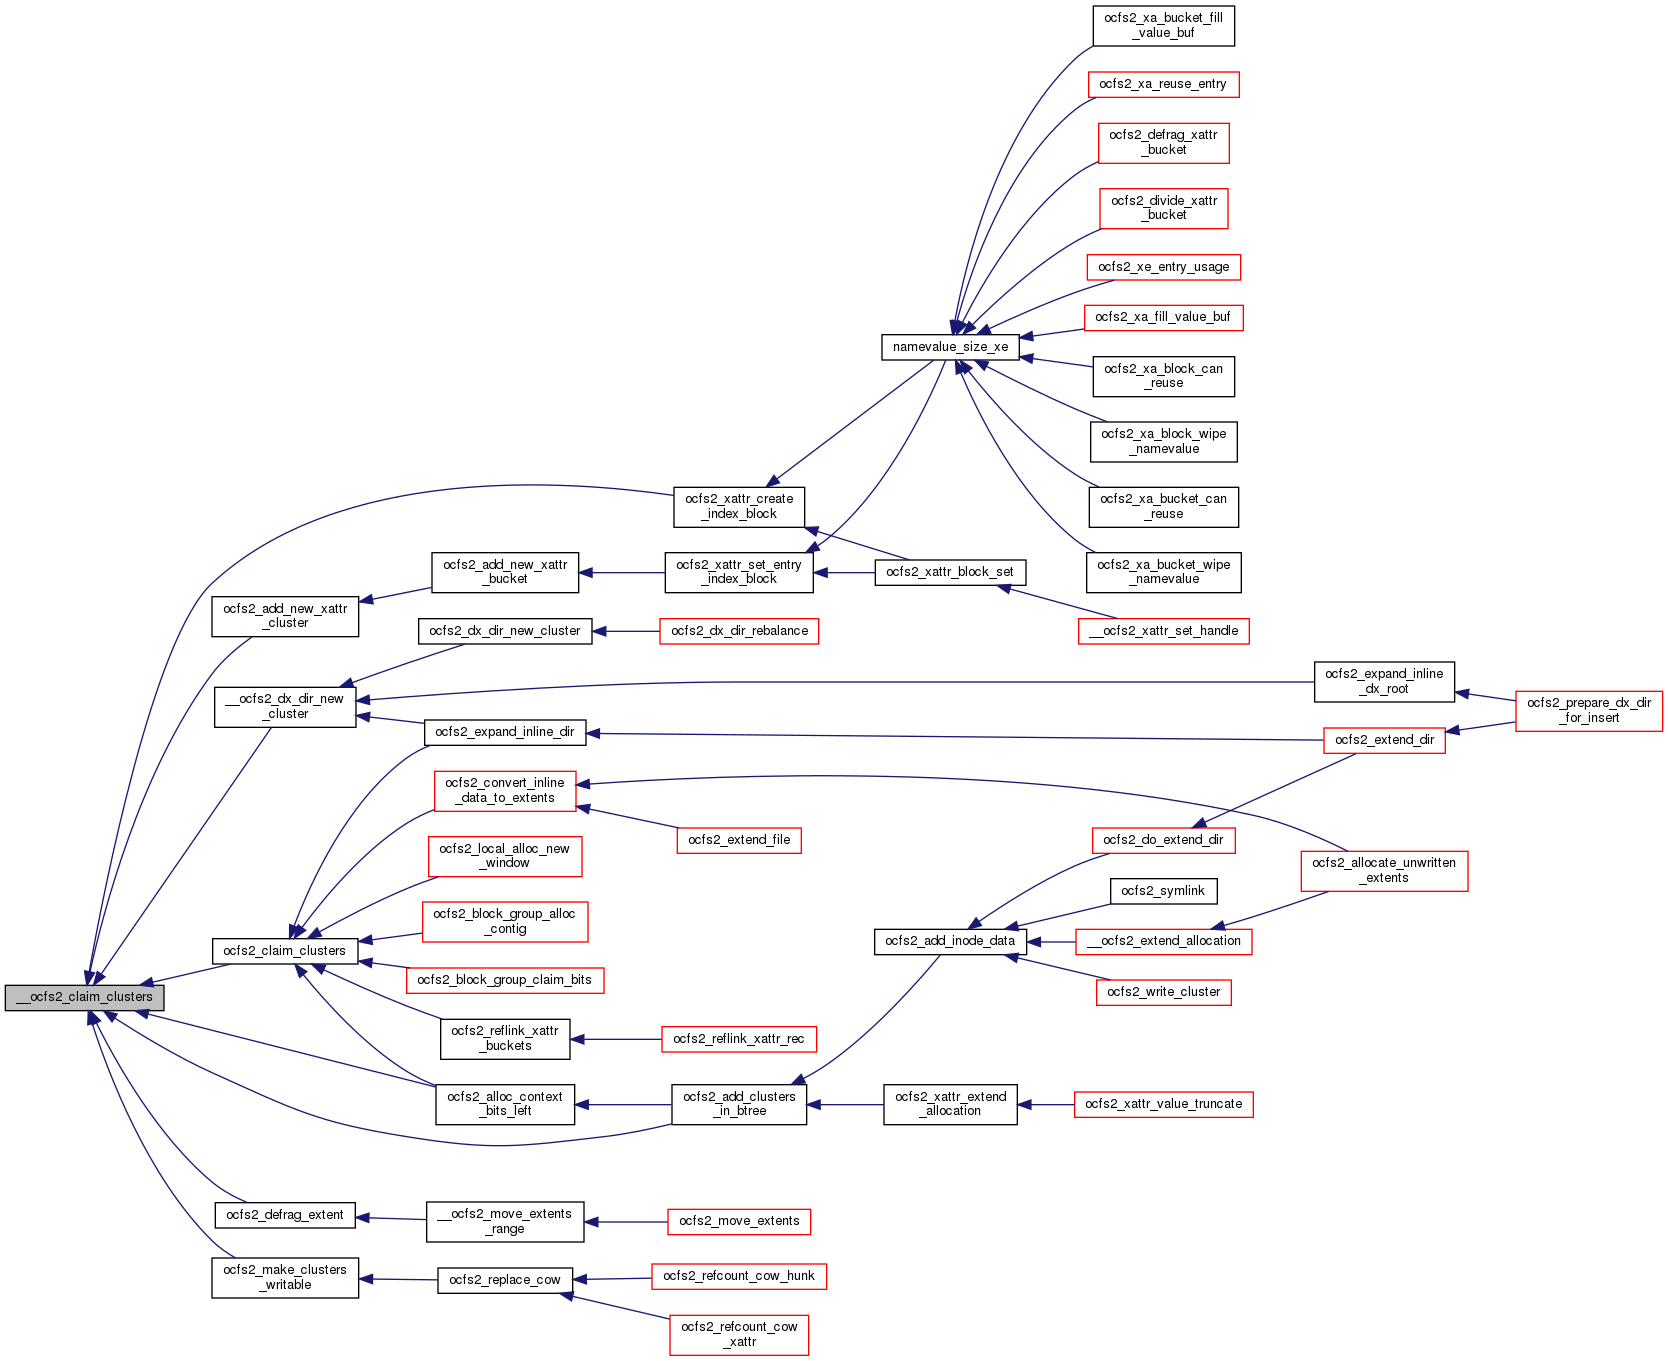 ocfs2_xa_bucket_fill
_value_buf
ocfs2_xa_reuse_entry
ocfs2_defrag_xattr
_bucket
ocfs2_divide_xattr
_bucket
ocfs2_xe_entry_usage
ocfs2_xa_fill_value_buf
namevalue_size_xe
ocfs2_xa_block_can
_reuse
ocfs2_xa_block_wipe
_namevalue
ocfs2_xattr_create
_index_block
ocfs2_xa_bucket_can
_reuse
ocfs2_add_new_xattr
_bucket
ocfs2_xattr_set_entry
_index_block
ocfs2_xattr_block_set
ocfs2_xa_bucket_wipe
_namevalue
ocfs2_add_new_xattr
_cluster
ocfs2_dx_dir_new_cluster
ocfs2_dx_dir_rebalance
__ocfs2_xattr_set_handle
__ocfs2_dx_dir_new
_cluster
ocfs2_expand_inline
_dx_root
ocfs2_prepare_dx_dir
_for_insert
ocfs2_expand_inline_dir
ocfs2_extend_dir
ocfs2_convert_inline
_data_to_extents
ocfs2_extend_file
ocfs2_do_extend_dir
ocfs2_local_alloc_new
_window
ocfs2_allocate_unwritten
_extents
ocfs2_symlink
ocfs2_block_group_alloc
_contig
ocfs2_claim_clusters
ocfs2_add_inode_data
__ocfs2_extend_allocation
ocfs2_block_group_claim_bits
ocfs2_write_cluster
__ocfs2_claim_clusters
ocfs2_reflink_xattr
_buckets
ocfs2_reflink_xattr_rec
ocfs2_alloc_context
_bits_left
ocfs2_add_clusters
_in_btree
ocfs2_xattr_extend
_allocation
ocfs2_xattr_value_truncate
ocfs2_defrag_extent
__ocfs2_move_extents
_range
ocfs2_move_extents
ocfs2_make_clusters
_writable
ocfs2_replace_cow
ocfs2_refcount_cow_hunk
ocfs2_refcount_cow
_xattr